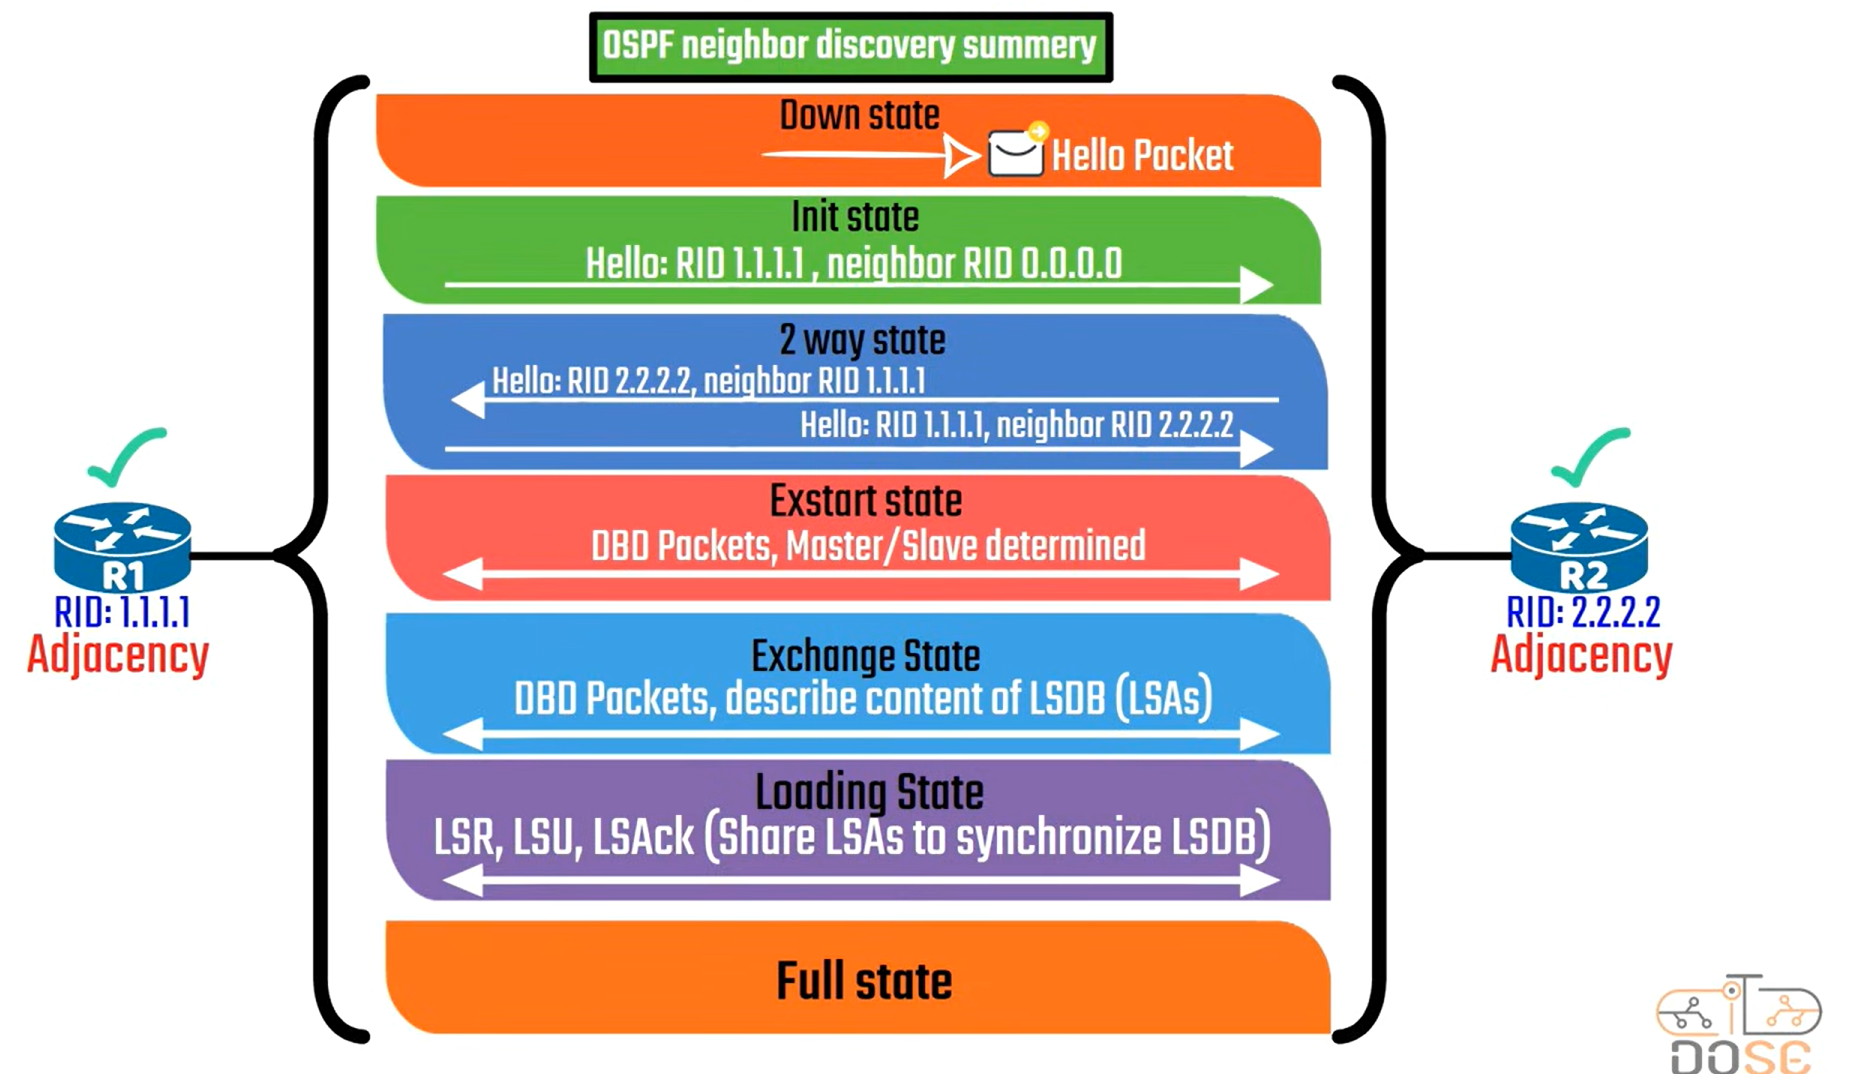 OSPF neighbor discovery summery
Down state
Hello Packet
Init state
Hello: RID 1.1.1.1 , neighbor RID 0.0.0.0
2 way state
Hello: RID 2.2.2.2, neighbor RID 1.1.1.1
Hello: RID 1.1.1.1, neighbor RID 2.2.2.2
Exstart state
DBD Packets, Master/Slave determined
R1
RID: 1.1.1.1
Adjacency
R2
RID: 2.2.2.2
Adjacency
Exchange State
DBD Packets, describe content of LSDB (LSAs)
Loading State
LSR, LSU, LSAck (Share LSAs to synchronize LSDB)
Full state
DOSE